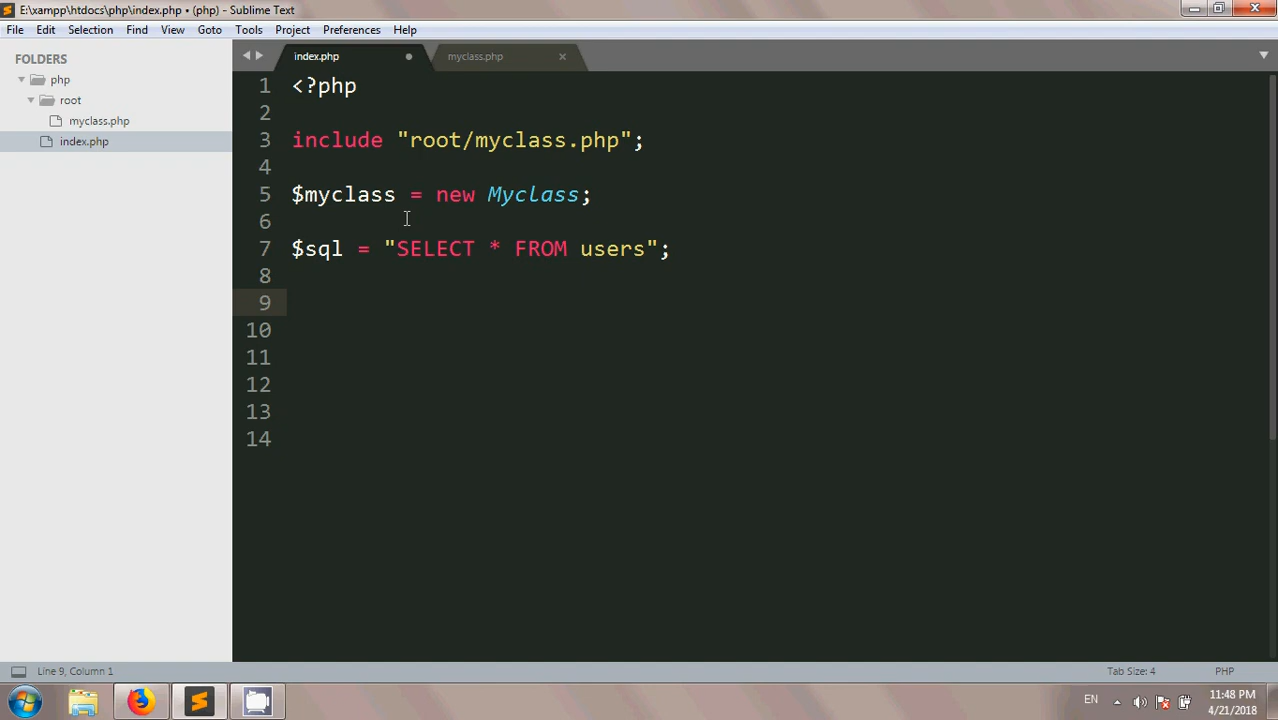 E:\xampp\htdocs\php\index.php • (php) - Sublime Text
File Edit Selection Find View Goto Tools Project Preferences Help
FOLDERS
php
root
myclass.php
index.php
index.php myclass.php
1 <?php
2
3 include "root/myclass.php";
4
5 $myclass = new Myclass;
6
7 $sql = "SELECT * FROM users";
8
9
10
11
12
13
14
Line 9, Column 1 Tab Size: 4 PHP
EN
11:48 PM
4/21/2018